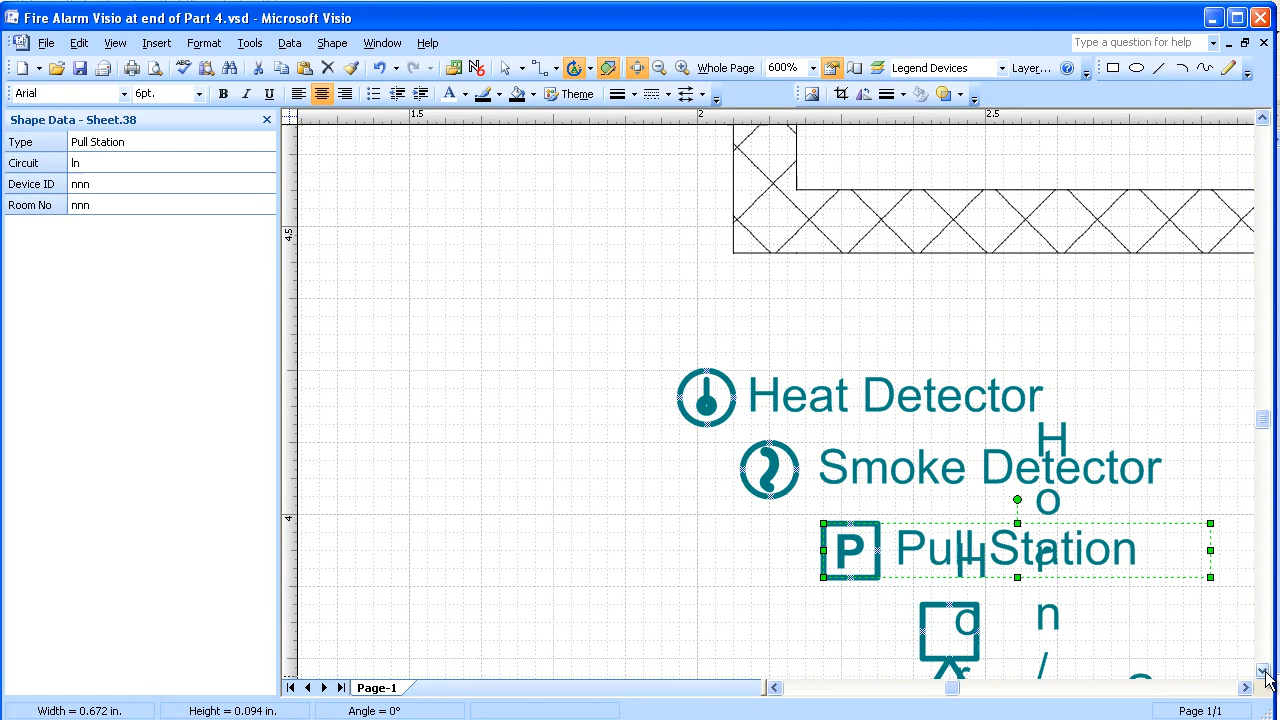 Fire Alarm Visio at end of Part 4.vsd - Microsoft Visio
File Edit View Insert Format Tools Data Shape Window Help
Type a question for help
Whole Page 600% Legend Devices Layer...
Arial 6pt. B I U Theme
Shape Data - Sheet.38
Type Pull Station
Circuit ln
Device ID nnn
Room No nnn
1.5 2 2.5
4.5
4
Heat Detector
H
Smoke Detector
o
P Pull Station
H r
o n
r /
Page-1
Width = 0.672 in. Height = 0.094 in. Angle = 0° Page 1/1